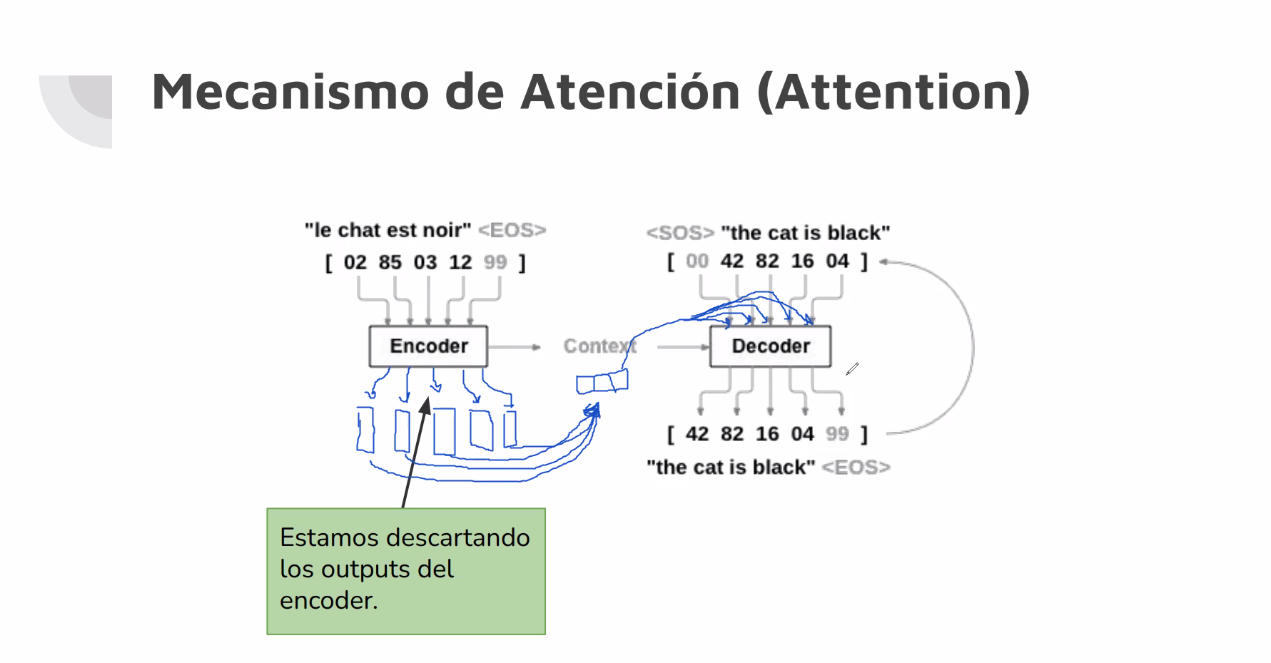 Mecanismo de Atención (Attention)
"le chat est noir" <EOS>
[ 02 85 03 12 99 ]
Encoder
Context
<SOS> "the cat is black"
[ 00 42 82 16 04 ]
Decoder
[ 42 82 16 04 99 ]
"the cat is black" <EOS>
Estamos descartando
los outputs del
encoder.